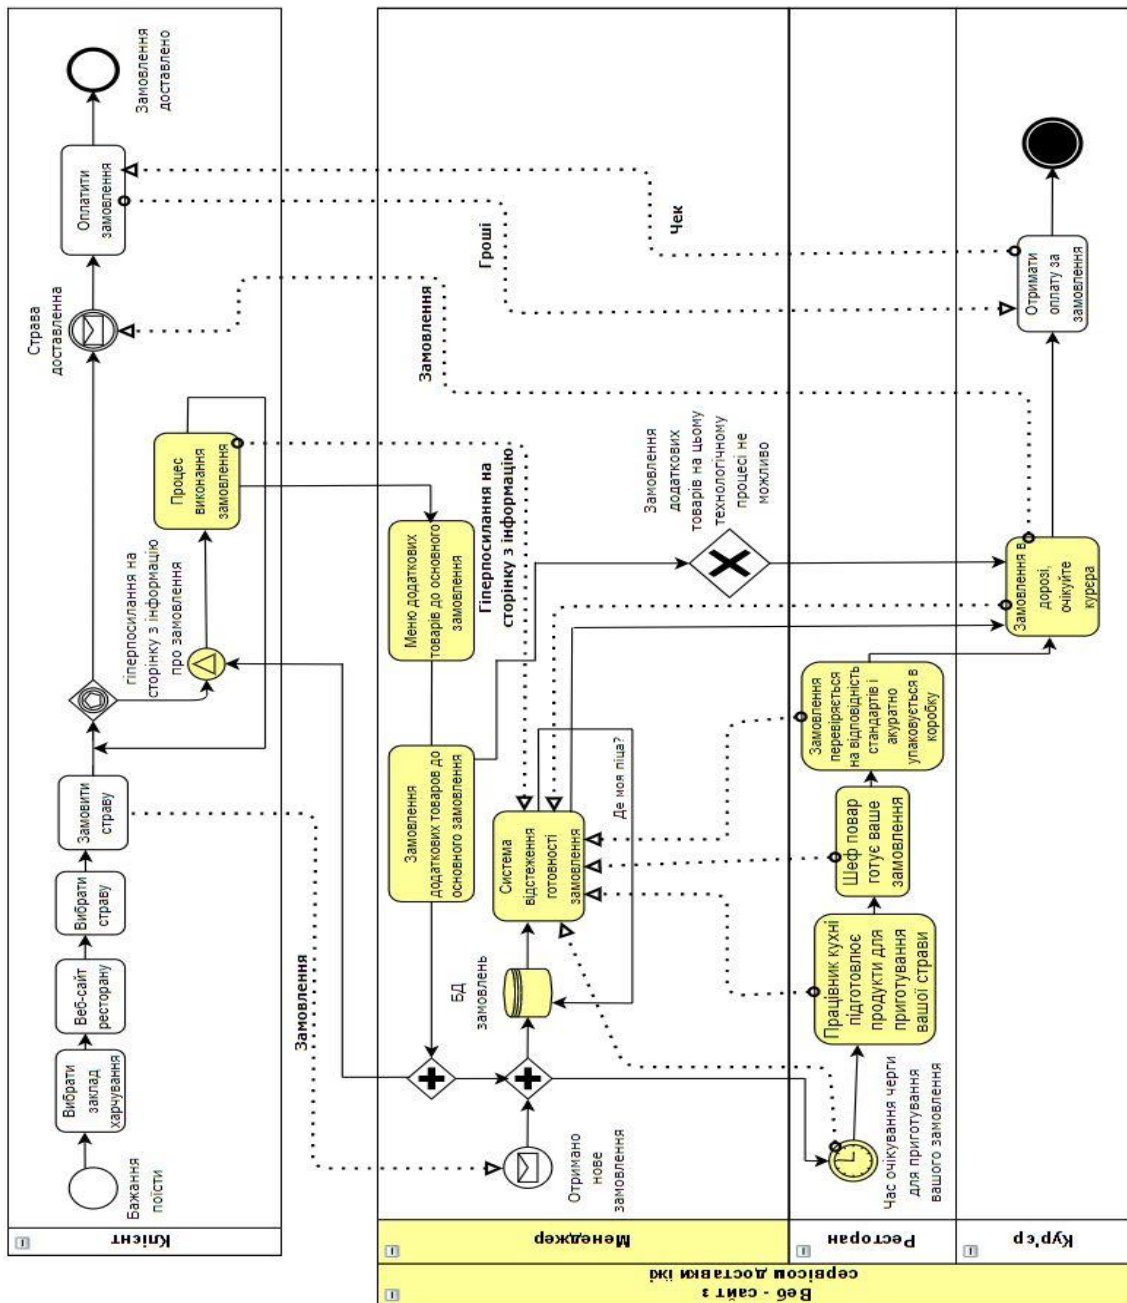 Клієнт
Бажання
поїсти
Вибрати
заклад
харчування
Веб-сайт
ресторану
Вибрати
страву
Замовити
страву
гіперпосилання на
сторінку з інформацію
про замовлення
Процес
виконання
замовлення
Страва
доставленна
Оплатити
замовлення
Замовлення
доставлено
Замовлення
Гіперпосилання на
сторінку з інформацію
Замовлення
Гроші
Чек
Веб - сайт з
сервісом доставки їжі
Менеджер
Отримано
нове
замовлення
БД
замовлень
Система
відстеження
готовності
замовлення
Де моя піца?
Замовлення
додаткових товаров до
основного замовлення
Меню додаткових
товарів до основного
замовлення
Замовлення
додаткових
товарів на цьому
технологічному
процесі не
можливо
Ресторан
Час очікування черги
для приготування
вашого замовлення
Працівник кухні
підготовлює
продукти для
приготування
вашої страви
Шеф повар
готує ваше
замовлення
Замовлення
перевіряється
на відповідність
стандартів і
акуратно
упаковується в
коробку
Кур'єр
Замовлення в
дорозі,
очікуйте
курєра
Отримати
оплату за
замовлення